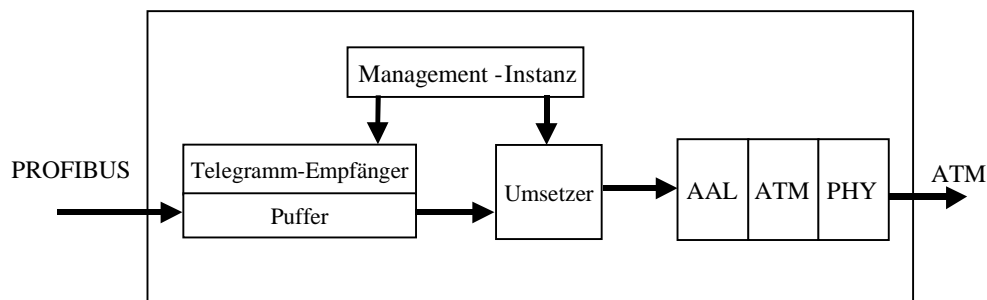 Management -Instanz
PROFIBUS
Telegramm-Empfänger
Puffer
Umsetzer
AAL
ATM
PHY
ATM